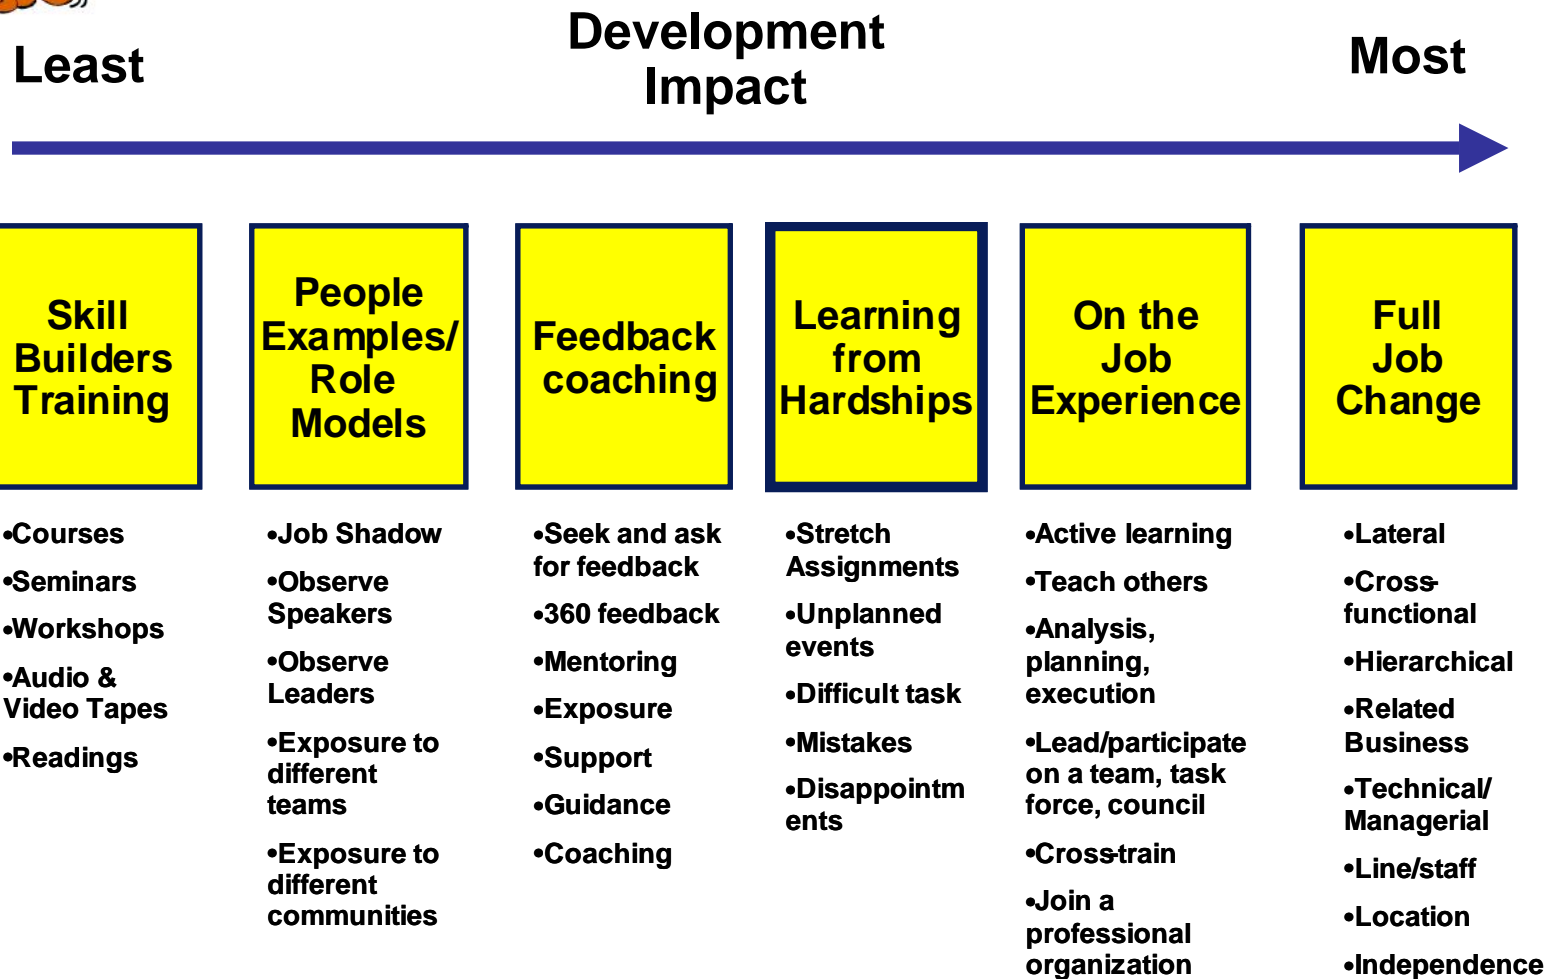 Least
Development
Impact
Most
Skill
Builders
Training
People
Examples/
Role
Models
Feedback
coaching
Learning
from
Hardships
On the
Job
Experience
Full
Job
Change
•Courses
•Seminars
•Workshops
•Audio &
Video Tapes
•Readings
•Job Shadow
•Observe
Speakers
•Observe
Leaders
•Exposure to
different
teams
•Exposure to
different
communities
•Seek and ask
for feedback
•360 feedback
•Mentoring
•Exposure
•Support
•Guidance
•Coaching
•Stretch
Assignments
•Unplanned
events
•Difficult task
•Mistakes
•Disappointm
ents
•Active learning
•Teach others
•Analysis,
planning,
execution
•Lead/participate
on a team, task
force, council
•Cross-train
•Join a
professional
organization
•Lateral
•Cross-
functional
•Hierarchical
•Related
Business
•Technical/
Managerial
•Line/staff
•Location
•Independence